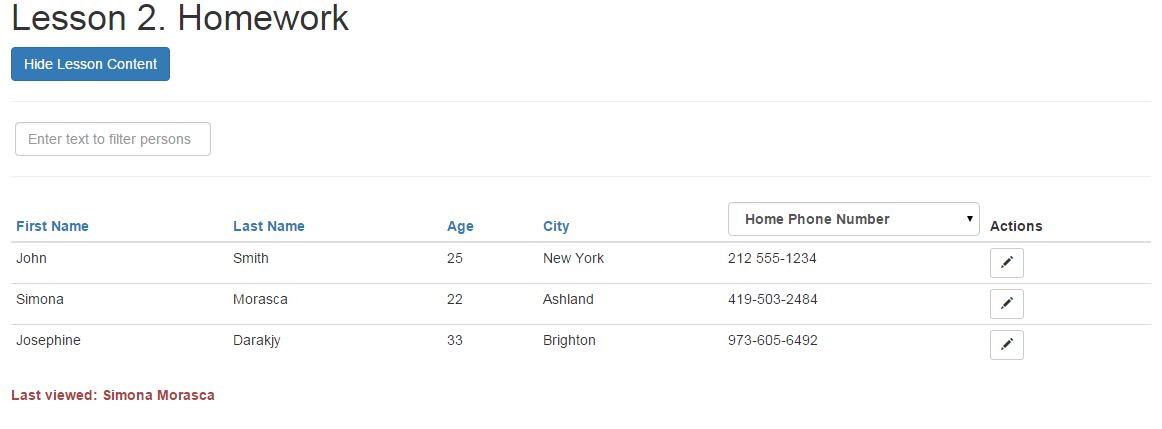 Lesson 2. Homework
Hide Lesson Content
Enter text to filter persons
First Name Last Name Age City Home Phone Number Actions
John Smith 25 New York 212 555-1234
Simona Morasca 22 Ashland 419-503-2484
Josephine Darakjy 33 Brighton 973-605-6492
Last viewed: Simona Morasca